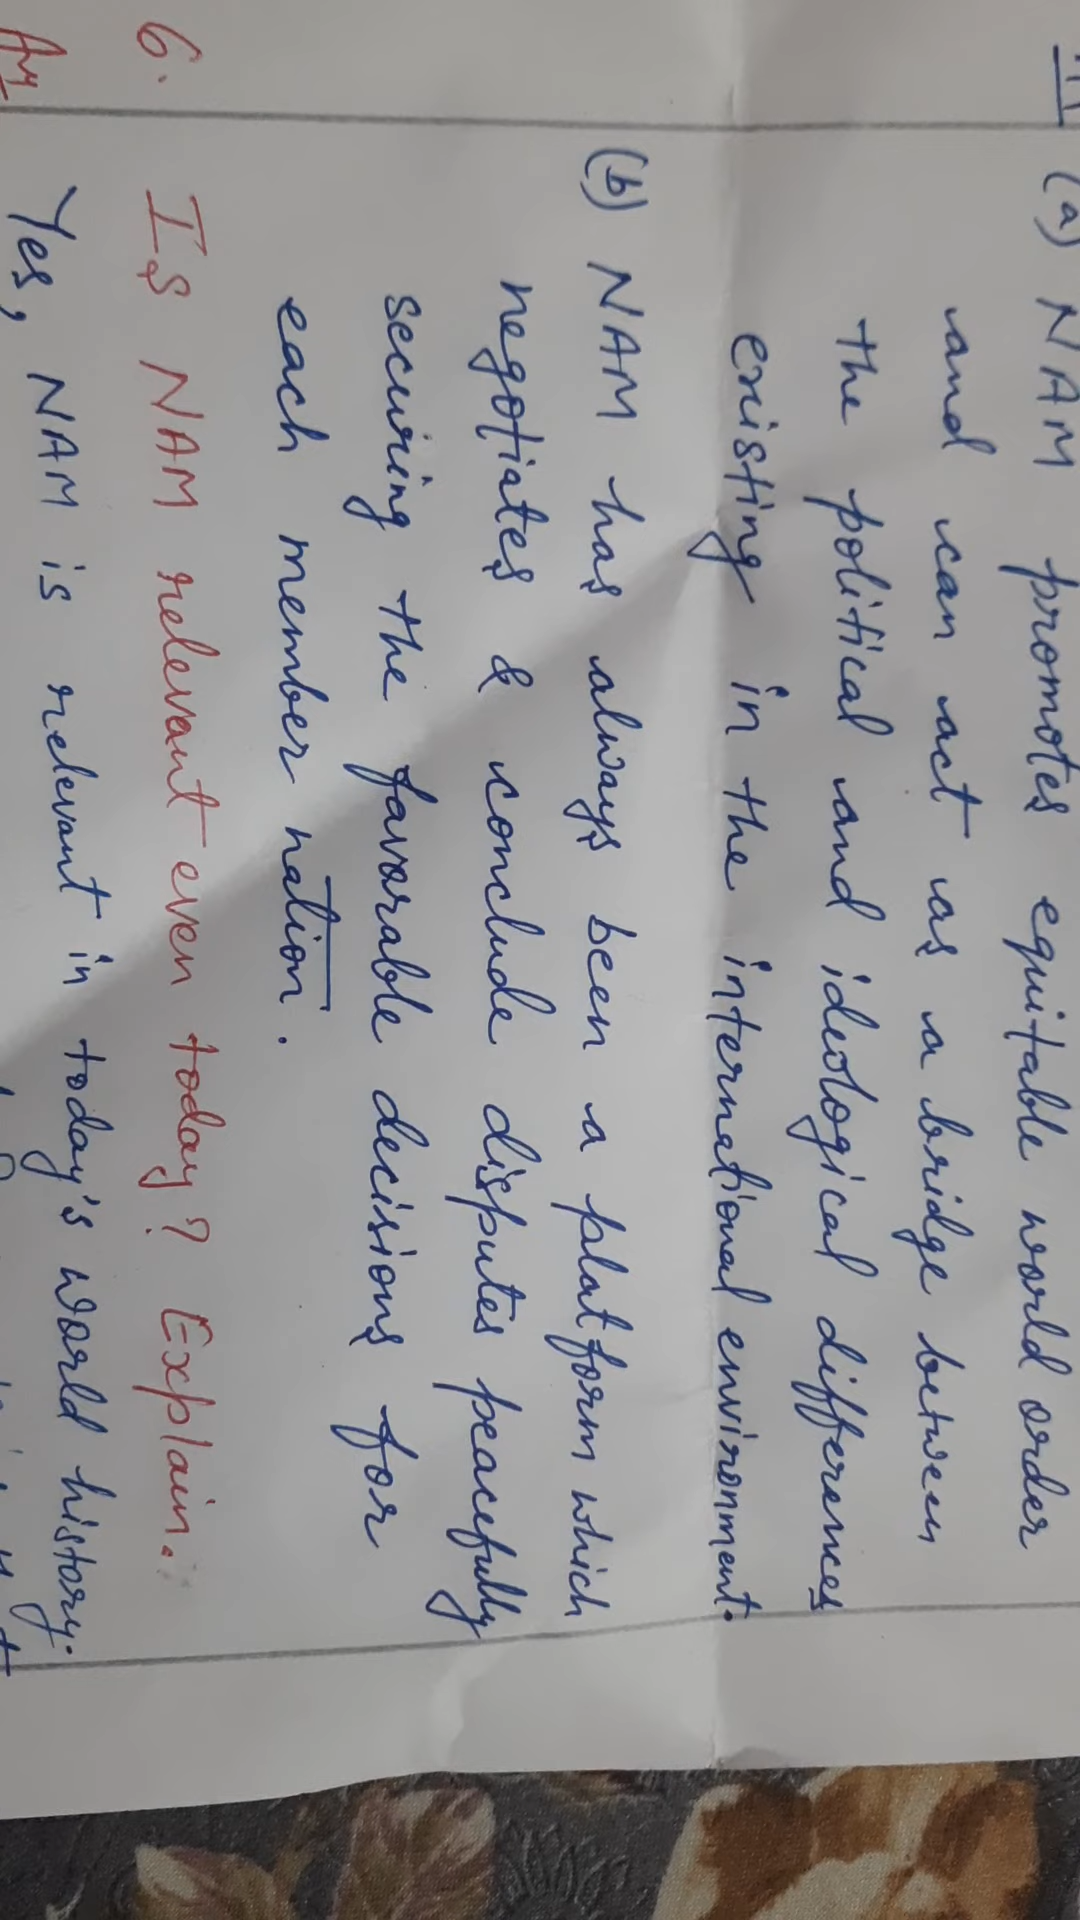 (a) NAM promotes equitable world order
and can act as a bridge between
the political and ideological differences
existing in the international environment.
(b) NAM has always been a platform which
negotiates & conclude disputes peacefully
securing the favorable decisions for
each member nation.
6. Is NAM relevant even today? Explain.
Yes, NAM is relevant in today's world history.